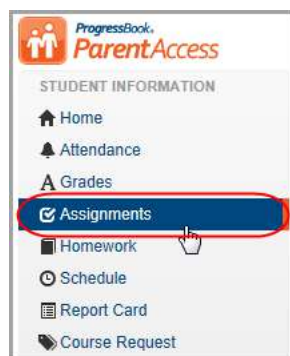 ProgressBook.
ParentAccess
STUDENT INFORMATION
Home
Attendance
Grades
Assignments
Homework
Schedule
Report Card
Course Request